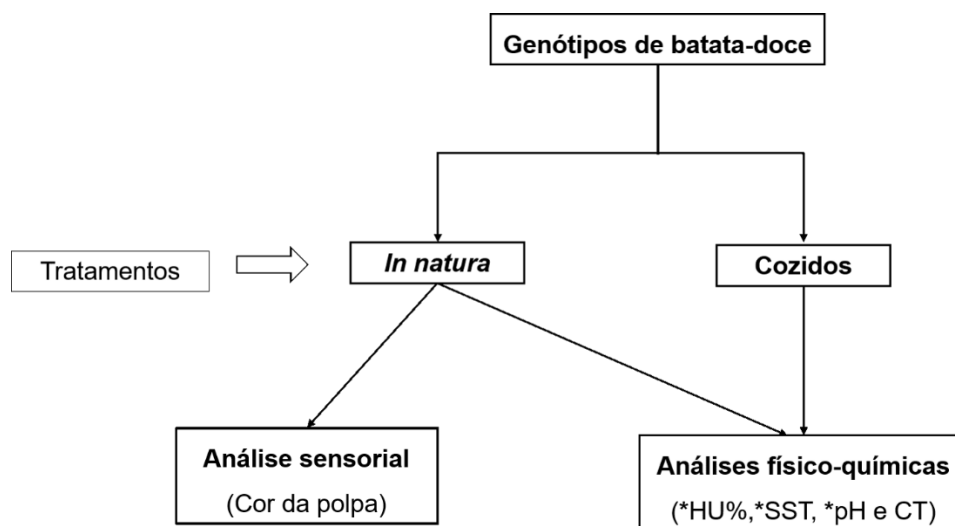 Genótipos de batata-doce
Tratamentos
In natura
Cozidos
Análise sensorial
(Cor da polpa)
Análises físico-químicas
(*HU%,*SST, *pH e CT)